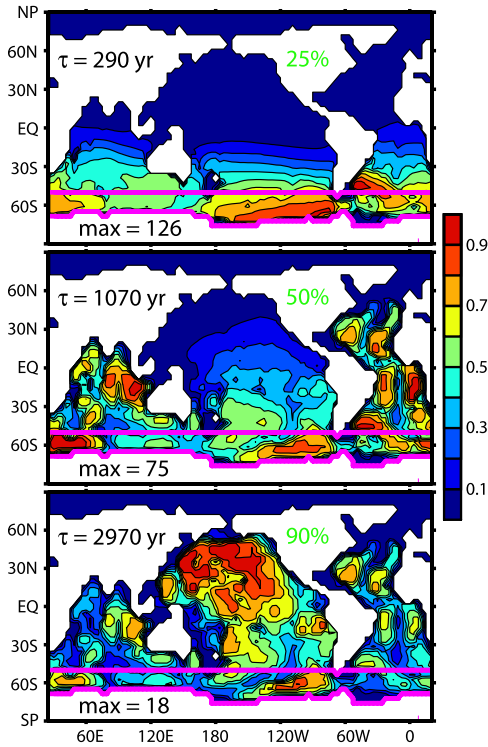 NP
60N
30N
EQ
30S
60S
τ = 290 yr
25%
max = 126
60N
30N
EQ
30S
60S
τ = 1070 yr
50%
max = 75
0.9
0.7
0.5
0.3
0.1
60N
30N
EQ
30S
60S
SP
τ = 2970 yr
90%
max = 18
60E
120E
180E
120W
60W
0